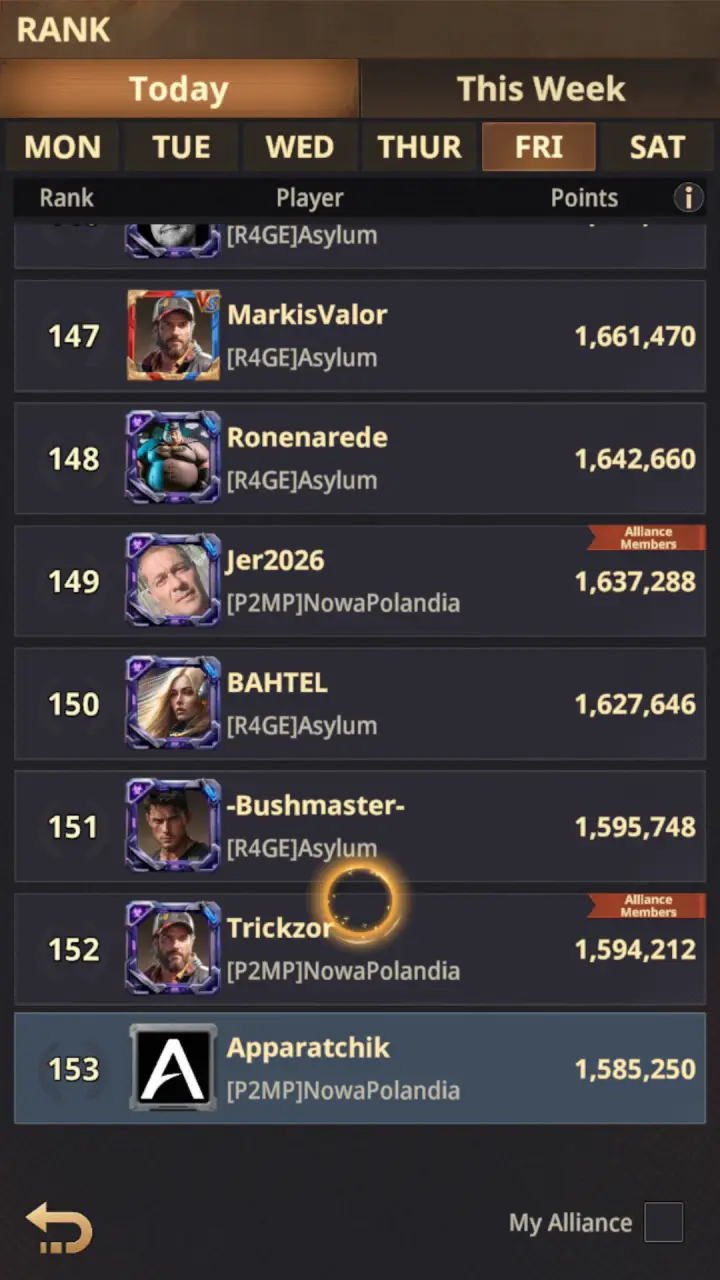 RANK
Today
This Week
MON
TUE
WED
THUR
FRI
SAT
Rank
Player
Points
[R4GE]Asylum
147
MarkisValor
[R4GE]Asylum
1,661,470
148
Ronenarede
[R4GE]Asylum
1,642,660
Alliance
Members
149
Jer2026
[P2MP]NowaPolandia
1,637,288
150
BAHTEL
[R4GE]Asylum
1,627,646
151
-Bushmaster-
[R4GE]Asylum
1,595,748
Alliance
Members
152
Trickzor
[P2MP]NowaPolandia
1,594,212
153
Apparatchik
[P2MP]NowaPolandia
1,585,250
My Alliance